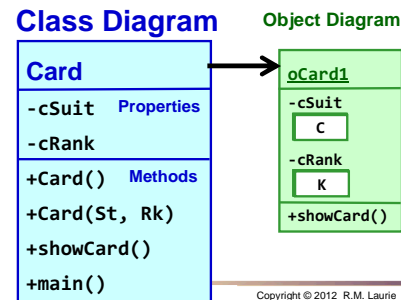 Class Diagram
Card
-cSuit Properties
-cRank
+Card() Methods
+Card(St, Rk)
+showCard()
+main()
Object Diagram
oCard1
-cSuit
C
-cRank
K
+showCard()
Copyright © 2012 R.M. Laurie